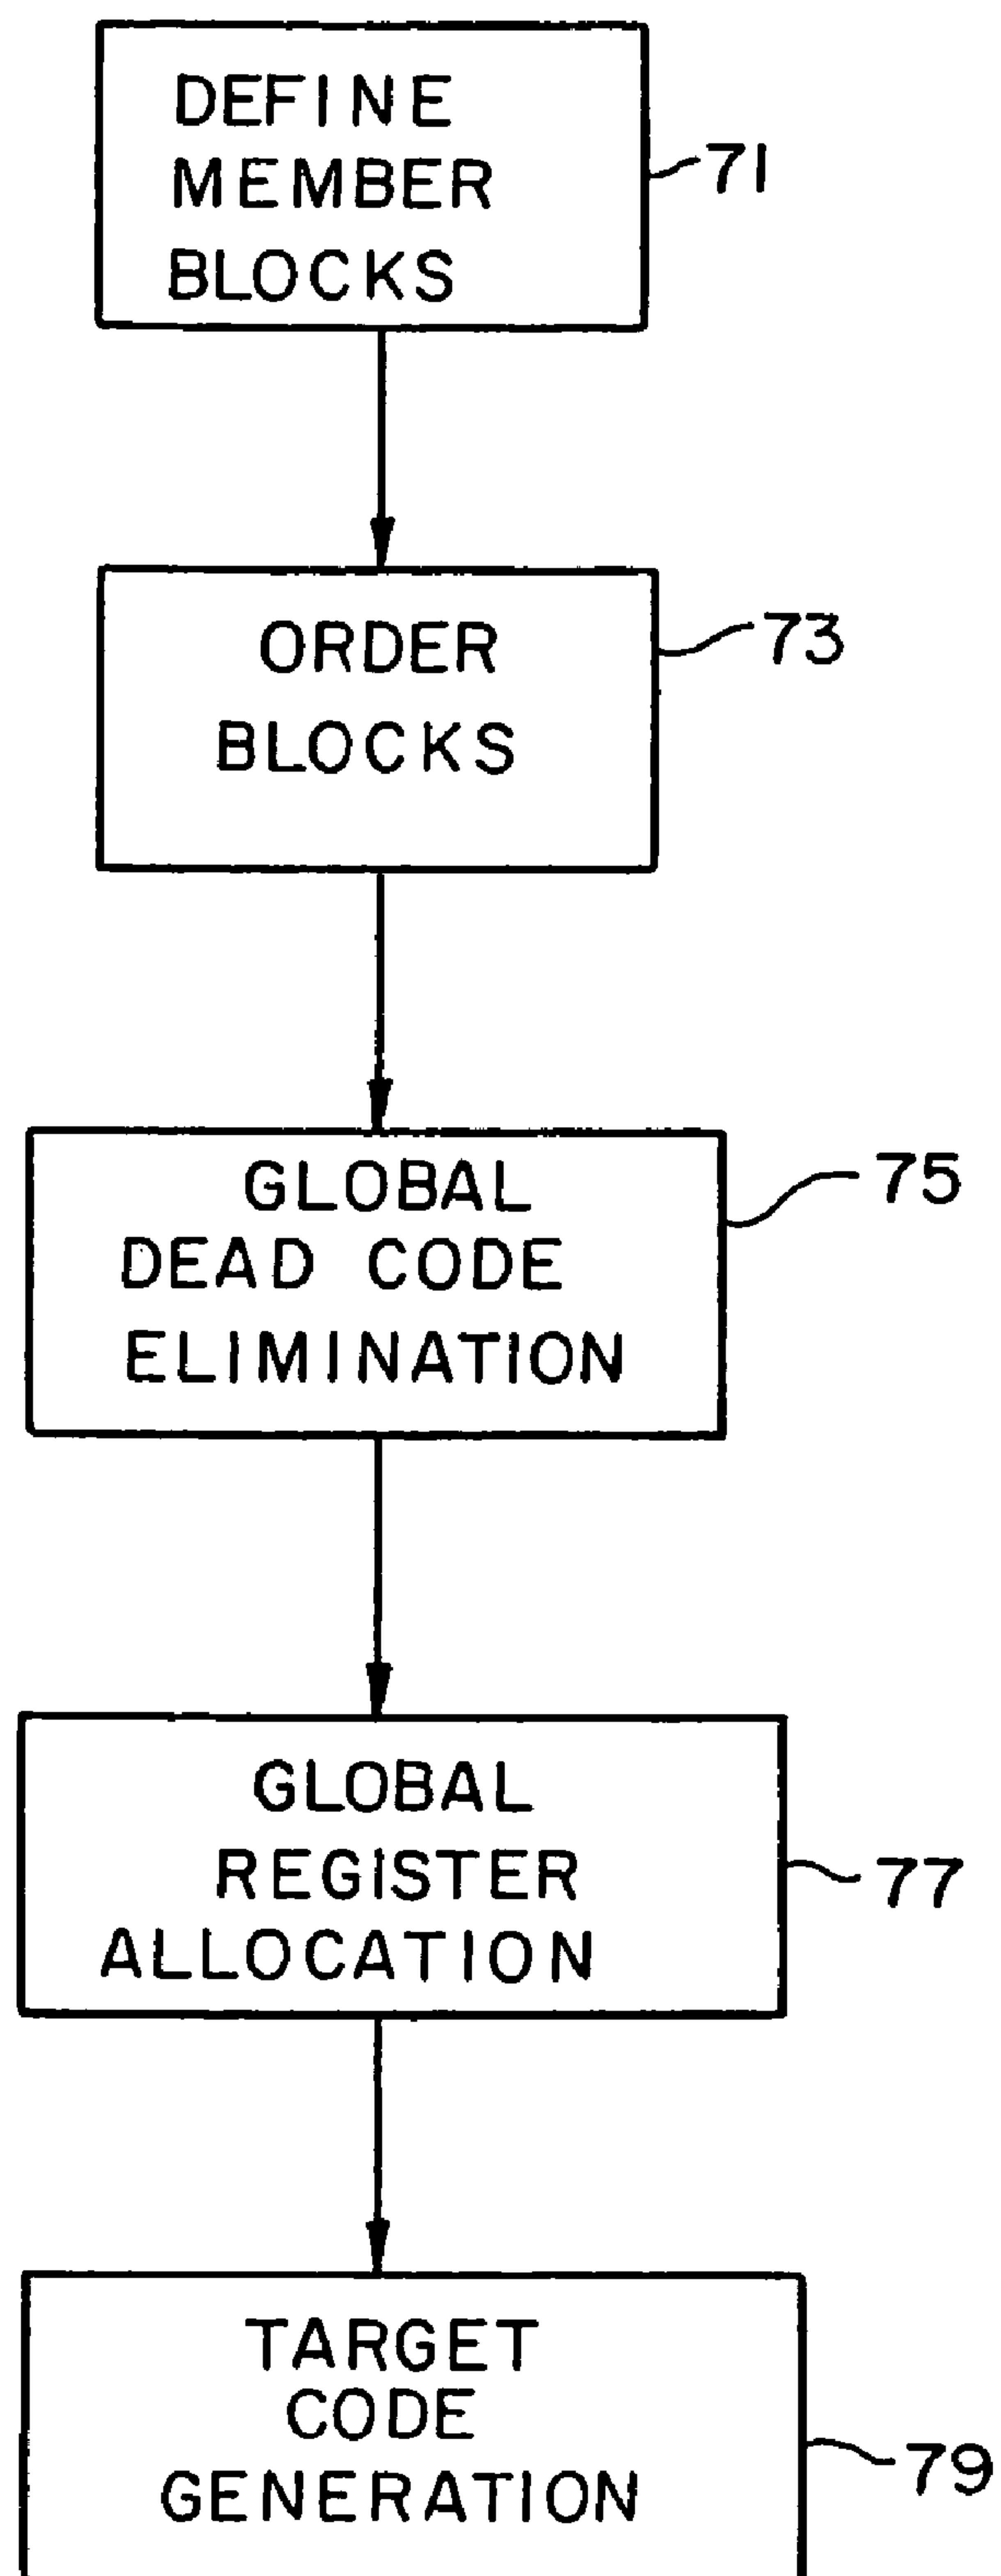 DEFINE
MEMBER
BLOCKS
71
ORDER
BLOCKS
73
GLOBAL
DEAD CODE
ELIMINATION
75
GLOBAL
REGISTER
ALLOCATION
77
TARGET
CODE
GENERATION
79